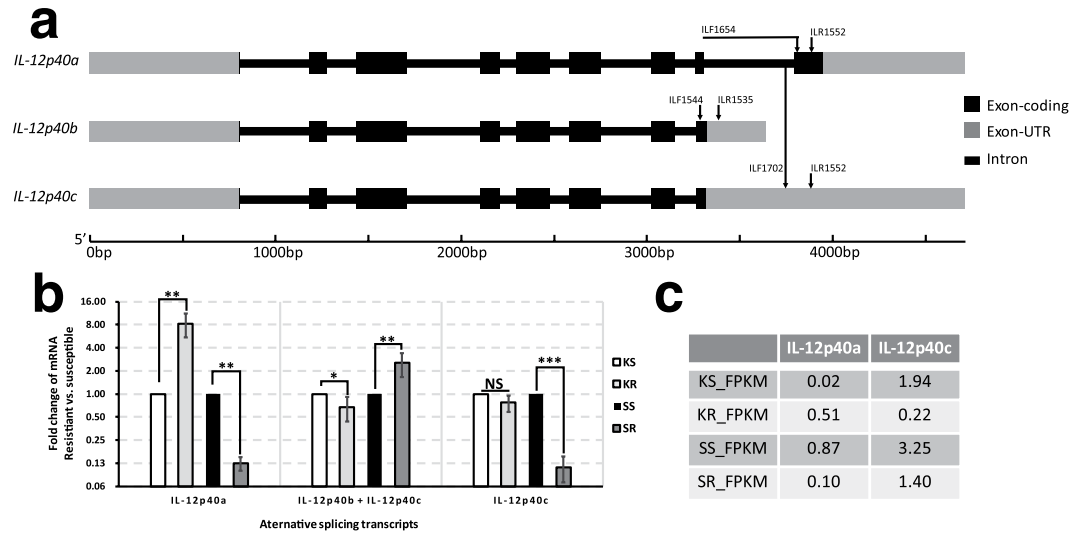 a
ILF1654
ILR1552
IL-12p40a
ILF1544
ILR1535
IL-12p40b
ILF1702
ILR1552
IL-12p40c
Exon-coding
Exon-UTR
Intron
5’
0bp
1000bp
2000bp
3000bp
4000bp
b
Fold change of mRNA
Resistiant vs. susceptible
16.00
8.00
4.00
2.00
1.00
0.50
0.25
0.13
0.06
**
**
*
**
NS
***
KS
KR
SS
SR
IL-12p40a
IL-12p40b + IL-12p40c
IL-12p40c
Aternative splicing transcripts
c
IL-12p40a IL-12p40c
KS_FPKM 0.02 1.94
KR_FPKM 0.51 0.22
SS_FPKM 0.87 3.25
SR_FPKM 0.10 1.40